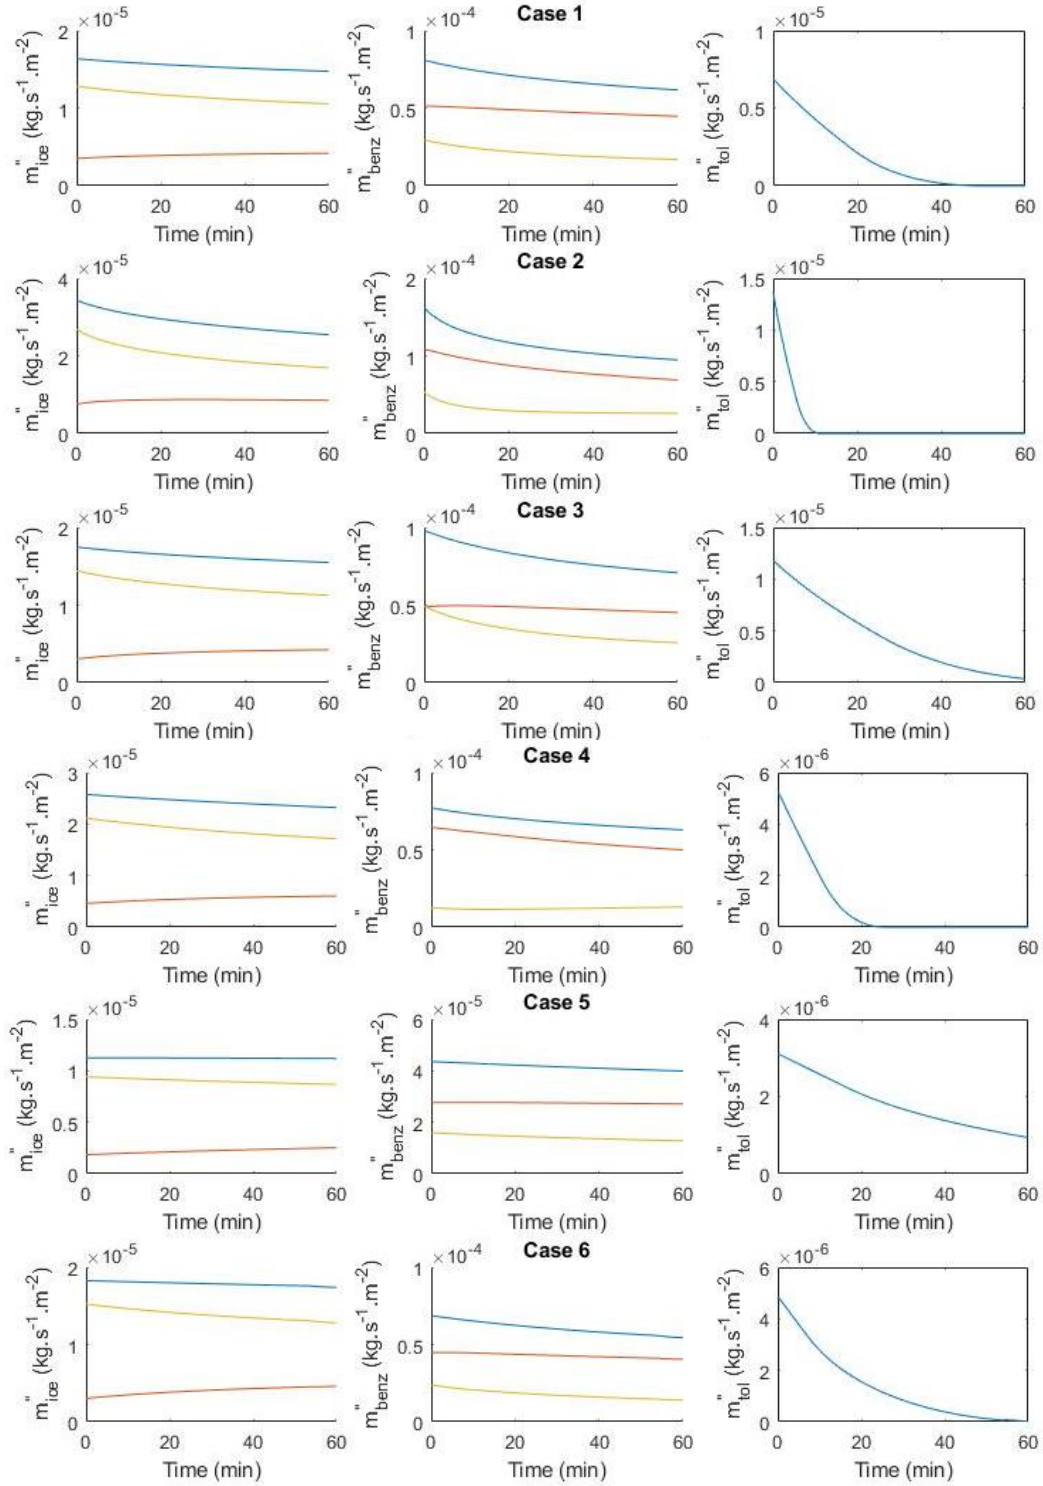 Case 1
×10⁻⁵ ×10⁻⁴ ×10⁻⁵
m"ice (kg.s⁻¹.m⁻²) m"benz (kg.s⁻¹.m⁻²) m"tol (kg.s⁻¹.m⁻²)
2 1 1
1 0.5 0.5
0 0 0
0 20 40 60 0 20 40 60 0 20 40 60
Time (min) Time (min) Time (min)
Case 2
×10⁻⁵ ×10⁻⁴ ×10⁻⁵
m"ice (kg.s⁻¹.m⁻²) m"benz (kg.s⁻¹.m⁻²) m"tol (kg.s⁻¹.m⁻²)
4 2 1.5
1
2 1
0.5
0 0 0
0 20 40 60 0 20 40 60 0 20 40 60
Time (min) Time (min) Time (min)
Case 3
×10⁻⁵ ×10⁻⁴ ×10⁻⁵
m"ice (kg.s⁻¹.m⁻²) m"benz (kg.s⁻¹.m⁻²) m"tol (kg.s⁻¹.m⁻²)
2 1 1.5
1
1 0.5
0.5
0 0 0
0 20 40 60 0 20 40 60 0 20 40 60
Time (min) Time (min) Time (min)
Case 4
×10⁻⁵ ×10⁻⁴ ×10⁻⁶
m"ice (kg.s⁻¹.m⁻²) m"benz (kg.s⁻¹.m⁻²) m"tol (kg.s⁻¹.m⁻²)
3 1 6
2 4
0.5
1 2
0 0 0
0 20 40 60 0 20 40 60 0 20 40 60
Time (min) Time (min) Time (min)
Case 5
×10⁻⁵ ×10⁻⁵ ×10⁻⁶
m"ice (kg.s⁻¹.m⁻²) m"benz (kg.s⁻¹.m⁻²) m"tol (kg.s⁻¹.m⁻²)
1.5 6 4
1 4
2
0.5 2
0 0 0
0 20 40 60 0 20 40 60 0 20 40 60
Time (min) Time (min) Time (min)
Case 6
×10⁻⁵ ×10⁻⁴ ×10⁻⁶
m"ice (kg.s⁻¹.m⁻²) m"benz (kg.s⁻¹.m⁻²) m"tol (kg.s⁻¹.m⁻²)
2 1 6
4
1 0.5
2
0 0 0
0 20 40 60 0 20 40 60 0 20 40 60
Time (min) Time (min) Time (min)